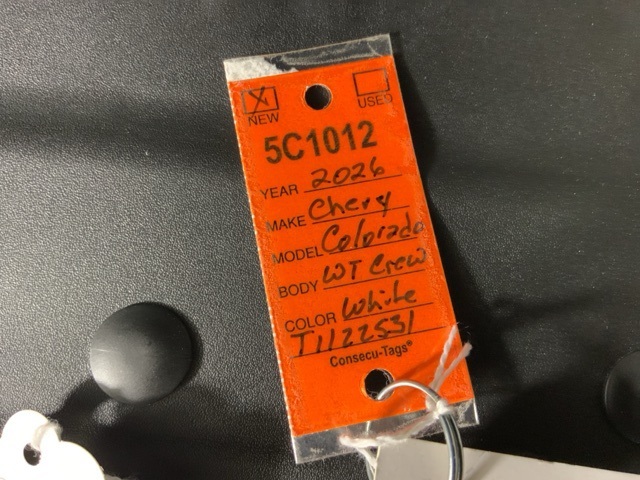 NEW USED
5C1012
YEAR 2026
MAKE Chevy
MODEL Colorado
BODY WT Crew
COLOR White
T1122531
Consecu-Tags®